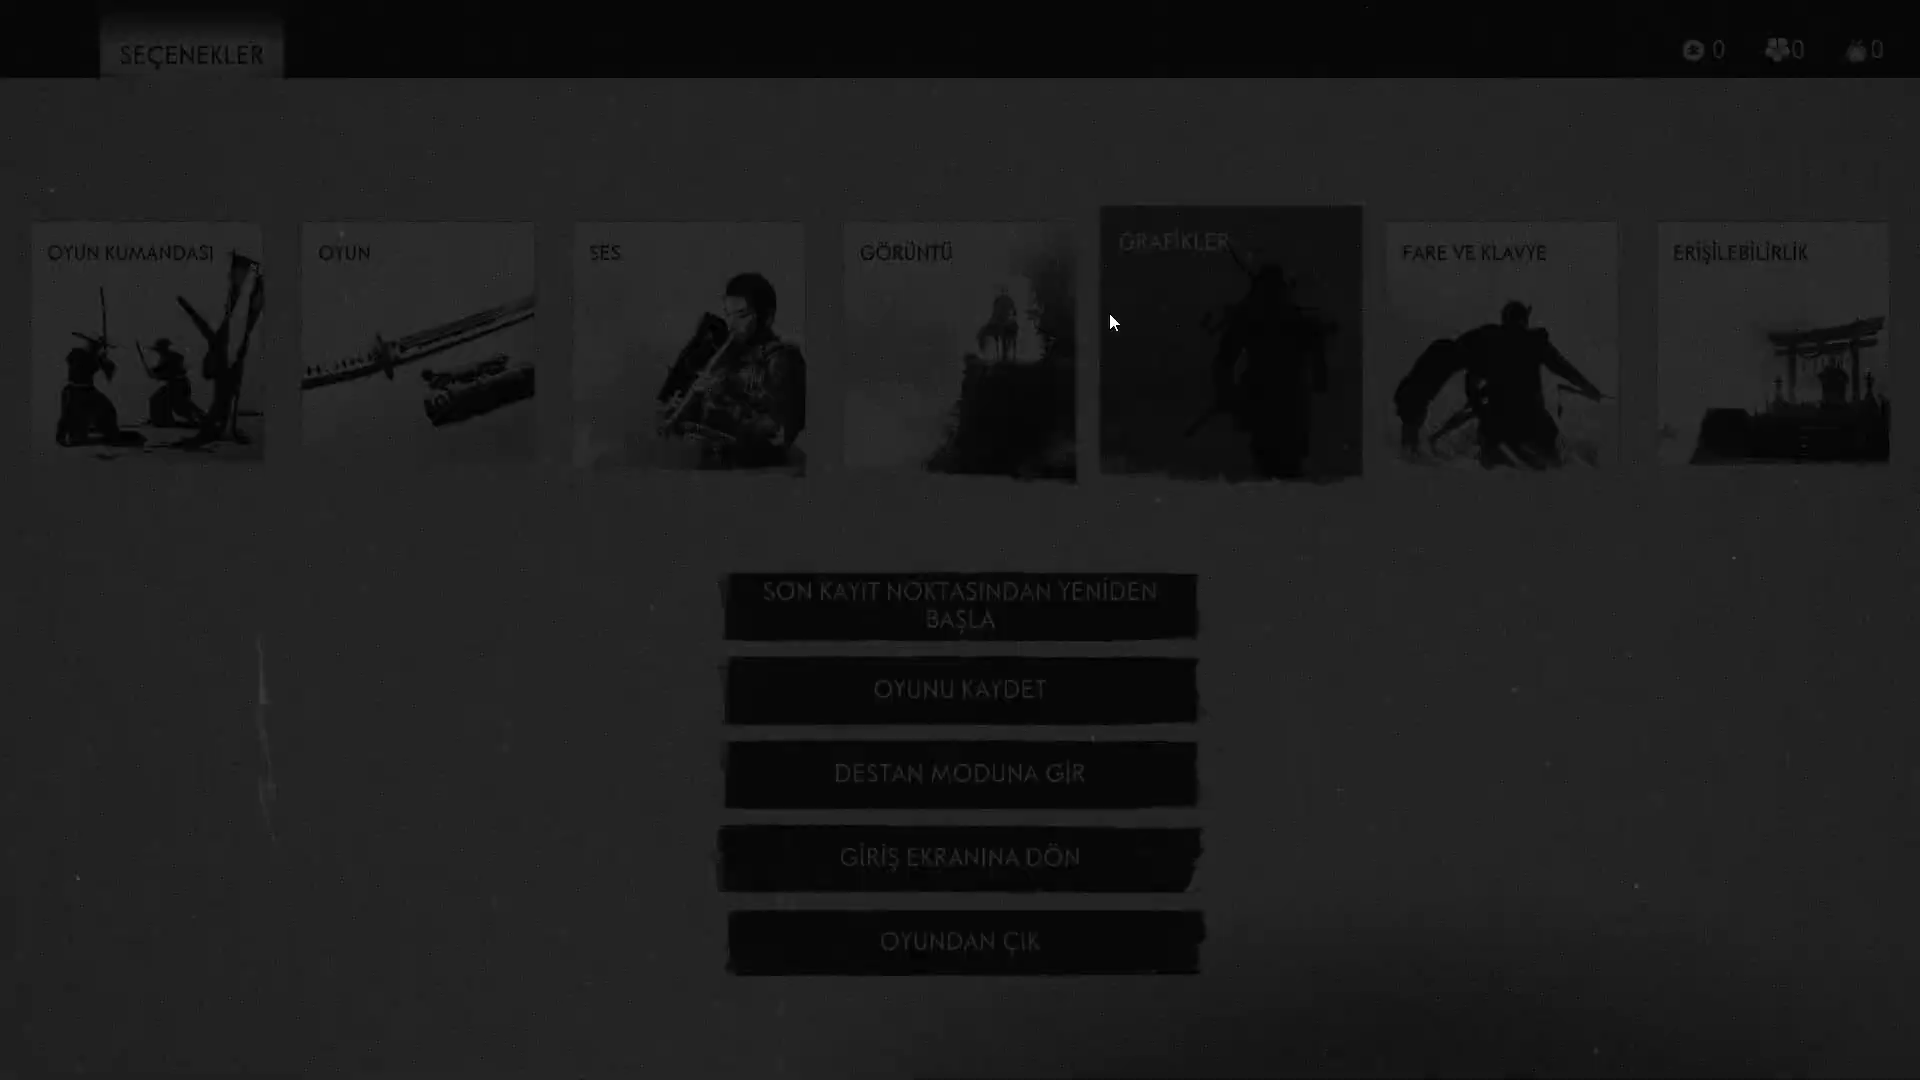 SEÇENEKLER
0 0 0
OYUN KUMANDASI
OYUN
SES
GÖRÜNTÜ
GRAFİKLER
FARE VE KLAVYE
ERİŞİLEBİLİRLİK
SON KAYIT NOKTASINDAN YENİDEN
BAŞLA
OYUNU KAYDET
DESTAN MODUNA GİR
GİRİŞ EKRANINA DÖN
OYUNDAN ÇIK